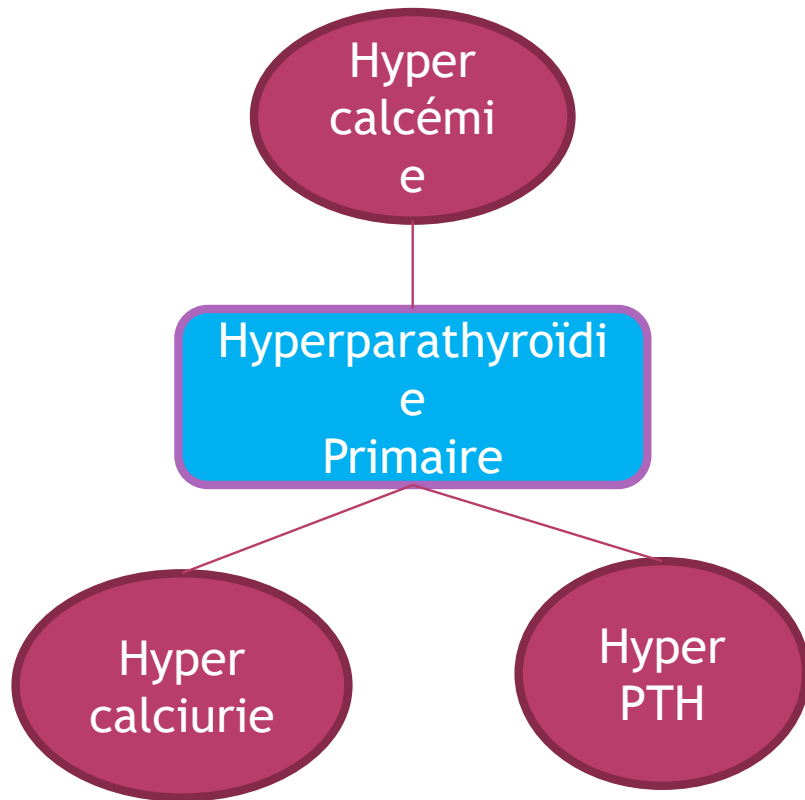 Hyper
calcémi
e
Hyperparathyroïdi
e
Primaire
Hyper
calciurie
Hyper
PTH